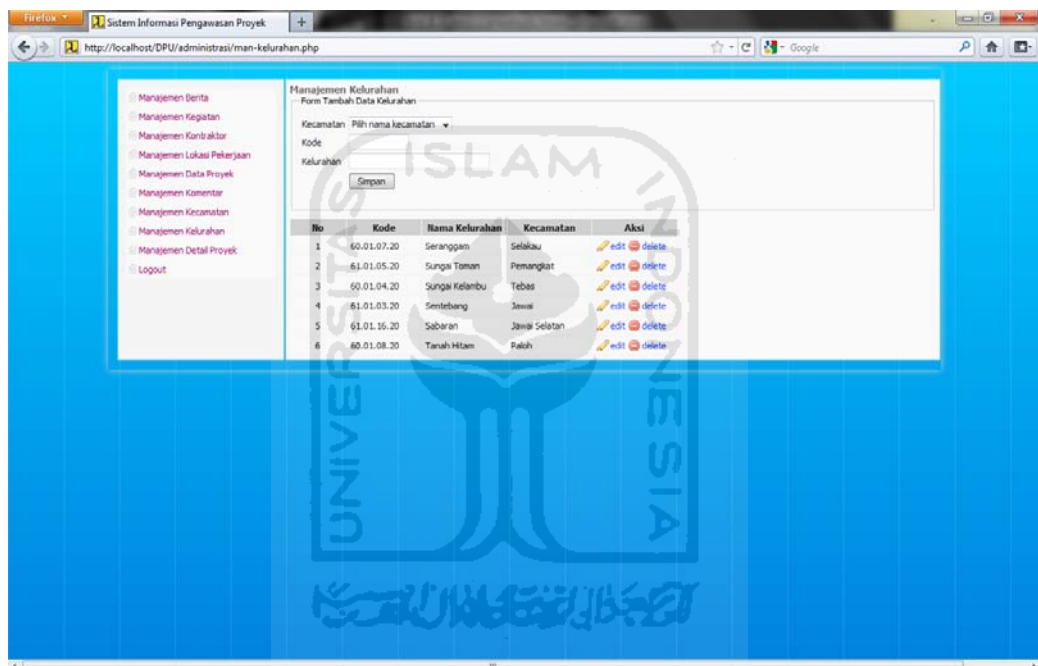 Firefox
Sistem Informasi Pengawasan Proyek
http://localhost/DPU/administrasi/man-kelurahan.php
Google
Manajemen Berita
Manajemen Kegiatan
Manajemen Kontraktor
Manajemen Lokasi Pekerjaan
Manajemen Data Proyek
Manajemen Komentar
Manajemen Kecamatan
Manajemen Kelurahan
Manajemen Detail Proyek
Logout
Manajemen Kelurahan
Form Tambah Data Kelurahan
Kecamatan Pilih nama kecamatan
Kode
Kelurahan
Simpan
No Kode Nama Kelurahan Kecamatan Aksi
1 60.01.07.20 Seranggam Selakau edit delete
2 61.01.05.20 Sungai Toman Pemangkat edit delete
3 60.01.04.20 Sungai Kelambu Tebas edit delete
4 61.01.03.20 Sentebang Jawai edit delete
5 61.01.16.20 Sabaran Jawai Selatan edit delete
6 60.01.08.20 Tanah Hitam Paloh edit delete
UNIVERSITAS ISLAM INDONESIA